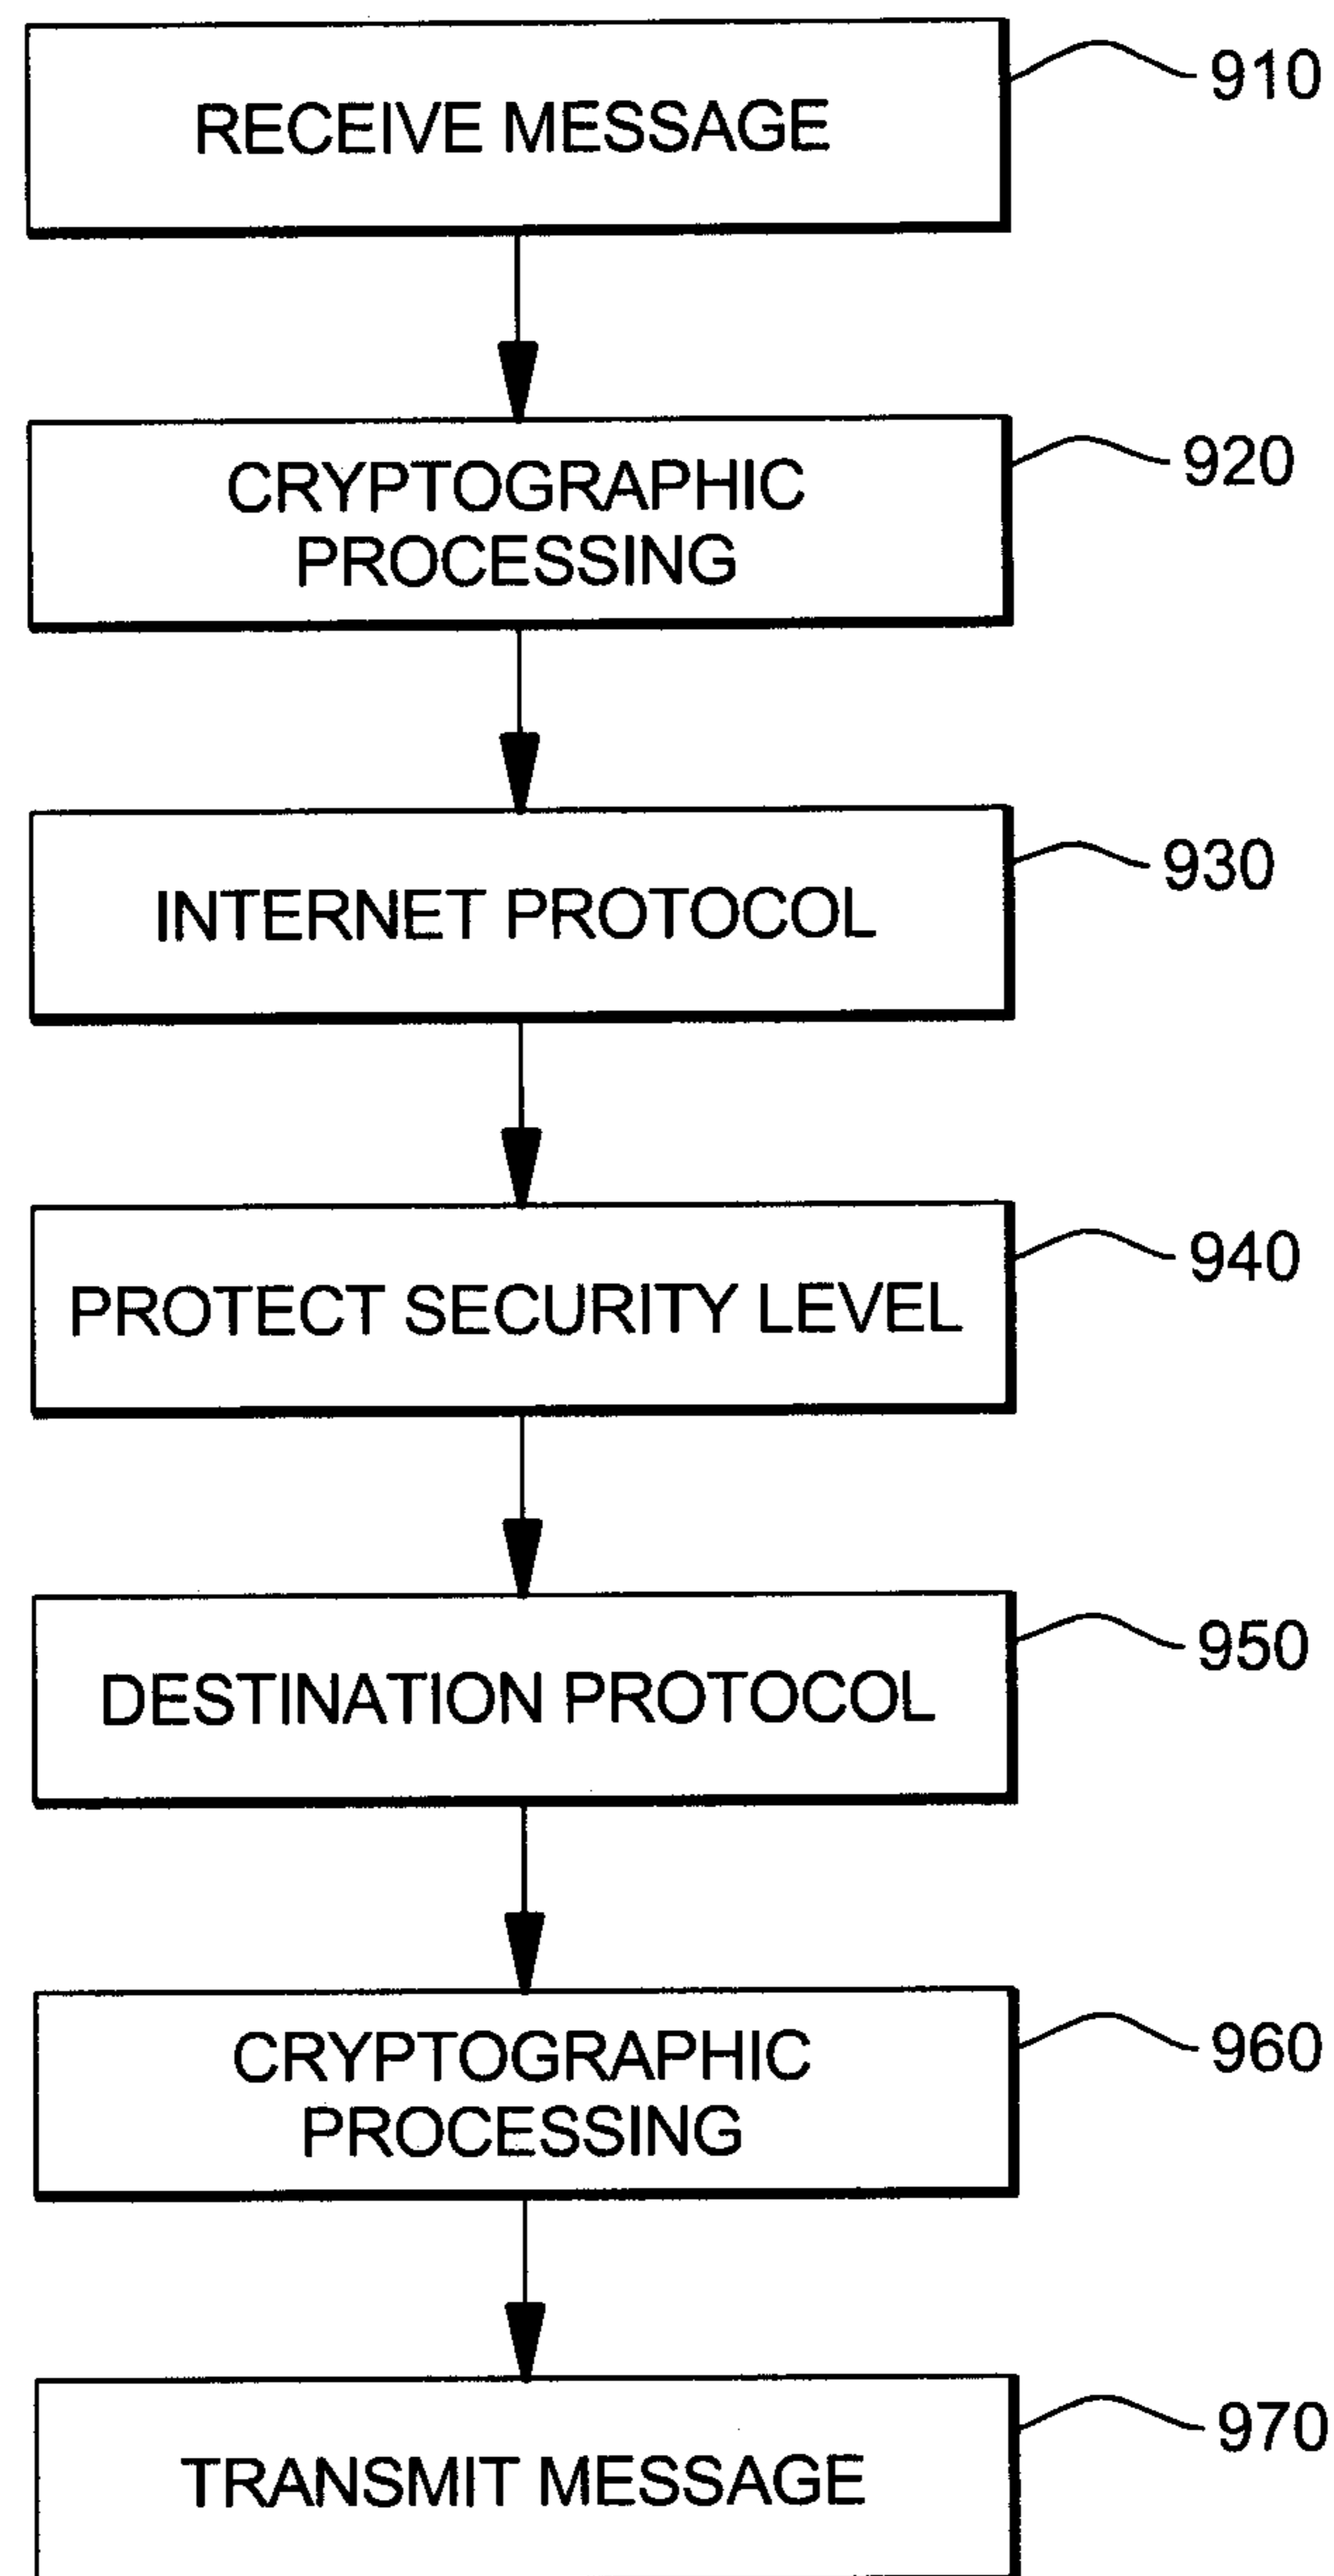 RECEIVE MESSAGE
910
CRYPTOGRAPHIC
PROCESSING
920
INTERNET PROTOCOL
930
PROTECT SECURITY LEVEL
940
DESTINATION PROTOCOL
950
CRYPTOGRAPHIC
PROCESSING
960
TRANSMIT MESSAGE
970